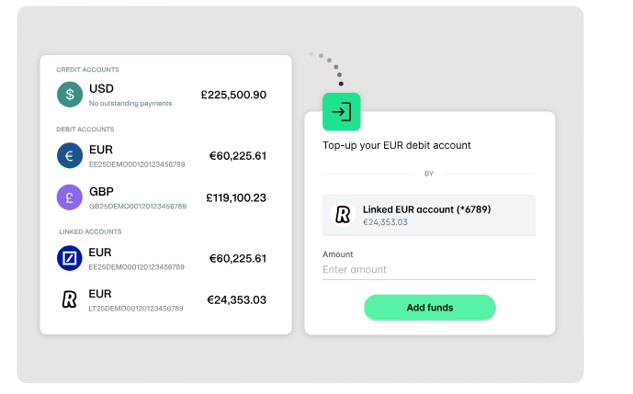 CREDIT ACCOUNTS
$ USD £225,500.90
No outstanding payments
DEBIT ACCOUNTS
€ EUR €60,225.61
EE25DEMO00120123456789
£ GBP £119,100.23
GB25DEMO00120123456789
LINKED ACCOUNTS
EUR €60,225.61
EE25DEMO00120123456789
R EUR €24,353.03
LT25DEMO00120123456789
Top-up your EUR debit account
BY
R Linked EUR account (*6789)
€24,353.03
Amount
Enter amount
Add funds